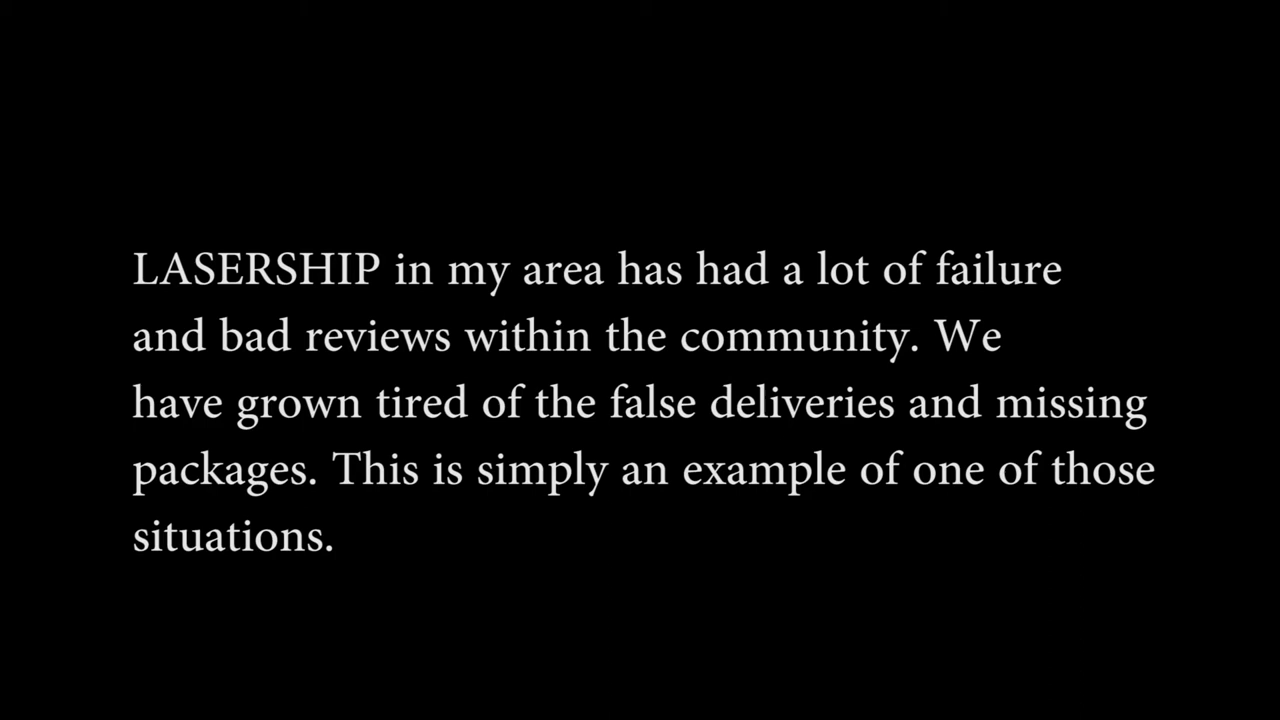 LASERSHIP in my area has had a lot of failure
and bad reviews within the community. We
have grown tired of the false deliveries and missing
packages. This is simply an example of one of those
situations.